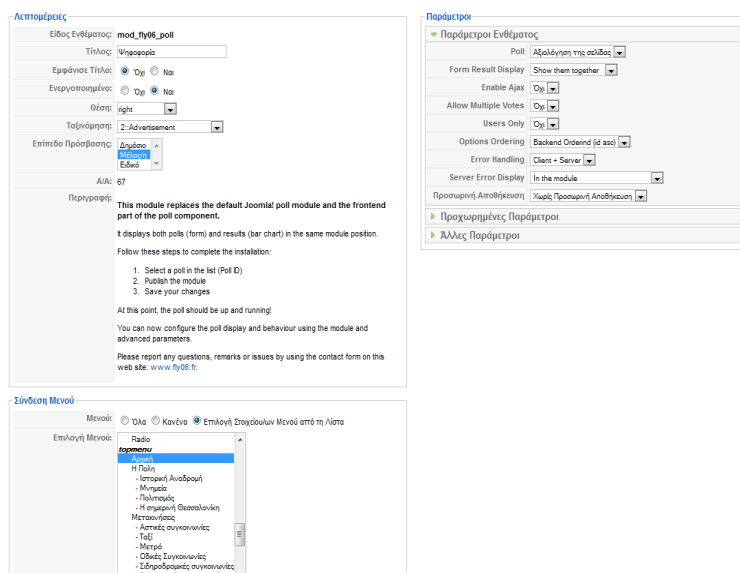 Λεπτομέρειες
Είδος Ενθέματος: mod_fly06_poll
Τίτλος: Ψηφοφορία
Εμφάνισε Τίτλο: Όχι Ναι
Ενεργοποιημένο: Όχι Ναι
Θέση: right
Ταξινόμηση: 2::Advertisement
Επίπεδο Πρόσβασης: Δημόσιο
Μέλος/η
Ειδικό
Α/Α: 67
Περιγραφή:
This module replaces the default Joomla! poll module and the frontend
part of the poll component.
It displays both polls (form) and results (bar chart) in the same module position.
Follow these steps to complete the installation:
1. Select a poll in the list (Poll ID)
2. Publish the module
3. Save your changes
At this point, the poll should be up and running!
You can now configure the poll display and behaviour using the module and
advanced parameters.
Please report any questions, remarks or issues by using the contact form on this
web site: www.fly06.fr.
Σύνδεση Μενού
Μενού: Όλα Κανένα Επιλογή Στοιχείου/ων Μενού από τη Λίστα
Επιλογή Μενού: Radio
topmenu
Αρχική
Η Πολη
- Ιστορική Αναδρομή
- Μνημεία
- Πολιτισμός
- Η σημερινή Θεσσαλονίκη
Μετακινήσεις
- Αστικές συγκοινωνίες
- Ταξί
- Μετρό
- Οδικές Συγκοινωνίες
- Σιδηροδρομικές συγκοινωνίες
Παράμετροι
Παράμετροι Ενθέματος
Poll Αξιολόγηση της σελίδας
Form Result Display Show them together
Enable Ajax Όχι
Allow Multiple Votes Όχι
Users Only Όχι
Options Ordering Backend Orderind (id asc)
Error Handling Client + Server
Server Error Display In the module
Προσωρινή Αποθήκευση Χωρίς Προσωρινή Αποθήκευση
Προχωρημένες Παράμετροι
Άλλες Παράμετροι